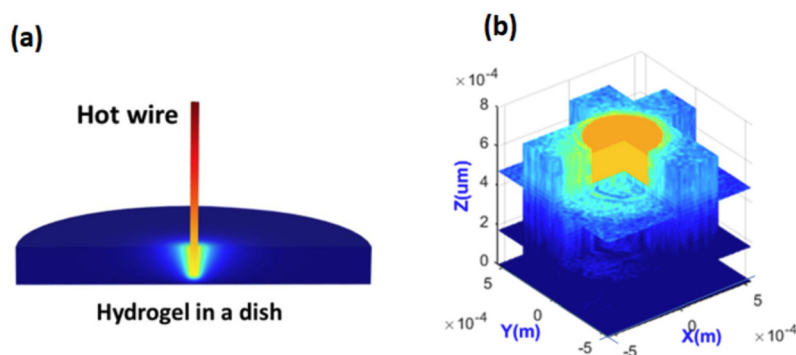 (a)
Hot wire
Hydrogel in a dish
(b)
× 10⁻⁴
8
6
4
2
0
Z(um)
5
0
-5
× 10⁻⁴
Y(m)
-5
0
5
× 10⁻⁴
X(m)